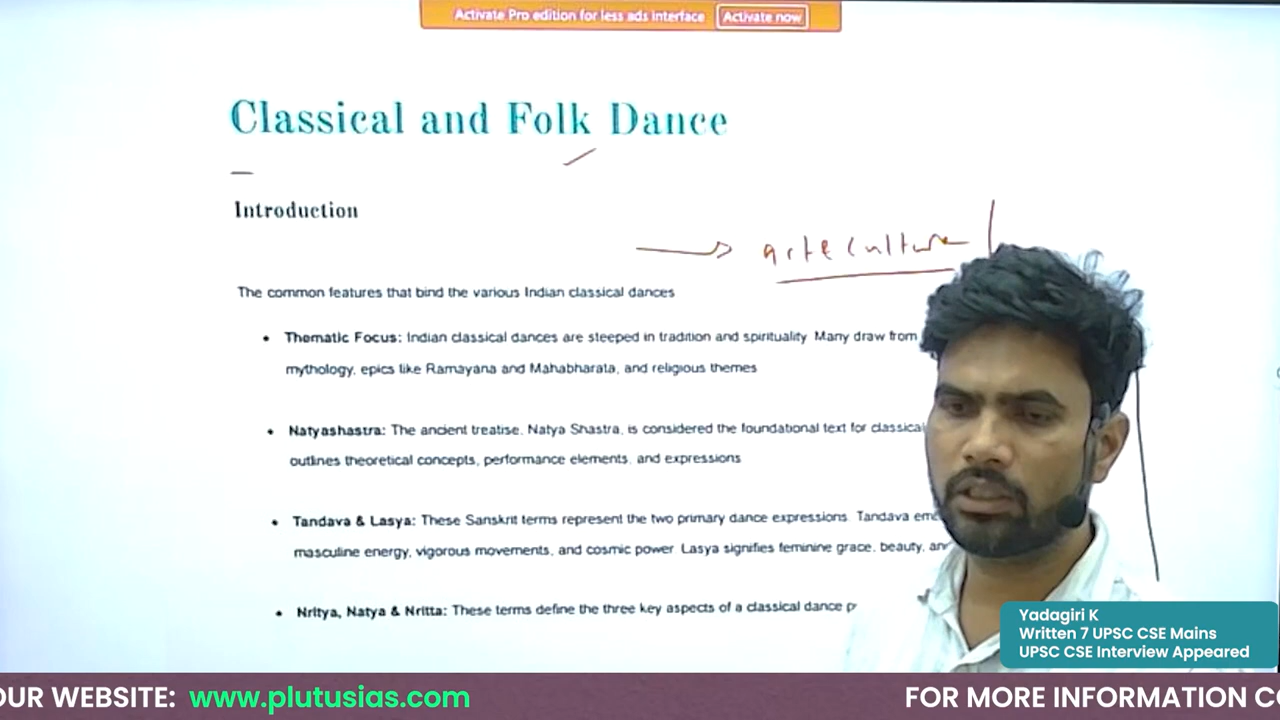 Activate Pro edition for less ads interface Activate now
Classical and Folk Dance
Introduction
arte culture
The common features that bind the various Indian classical dances
• Thematic Focus: Indian classical dances are steeped in tradition and spirituality. Many draw from
mythology, epics like Ramayana and Mahabharata, and religious themes
• Natyashastra: The ancient treatise, Natya Shastra, is considered the foundational text for classical
outlines theoretical concepts, performance elements, and expressions
• Tandava & Lasya: These Sanskrit terms represent the two primary dance expressions. Tandava em
masculine energy, vigorous movements, and cosmic power. Lasya signifies feminine grace, beauty, an
• Nritya, Natya & Nritta: These terms define the three key aspects of a classical dance p
Yadagiri K
Written 7 UPSC CSE Mains
UPSC CSE Interview Appeared
OUR WEBSITE: www.plutusias.com FOR MORE INFORMATION CO